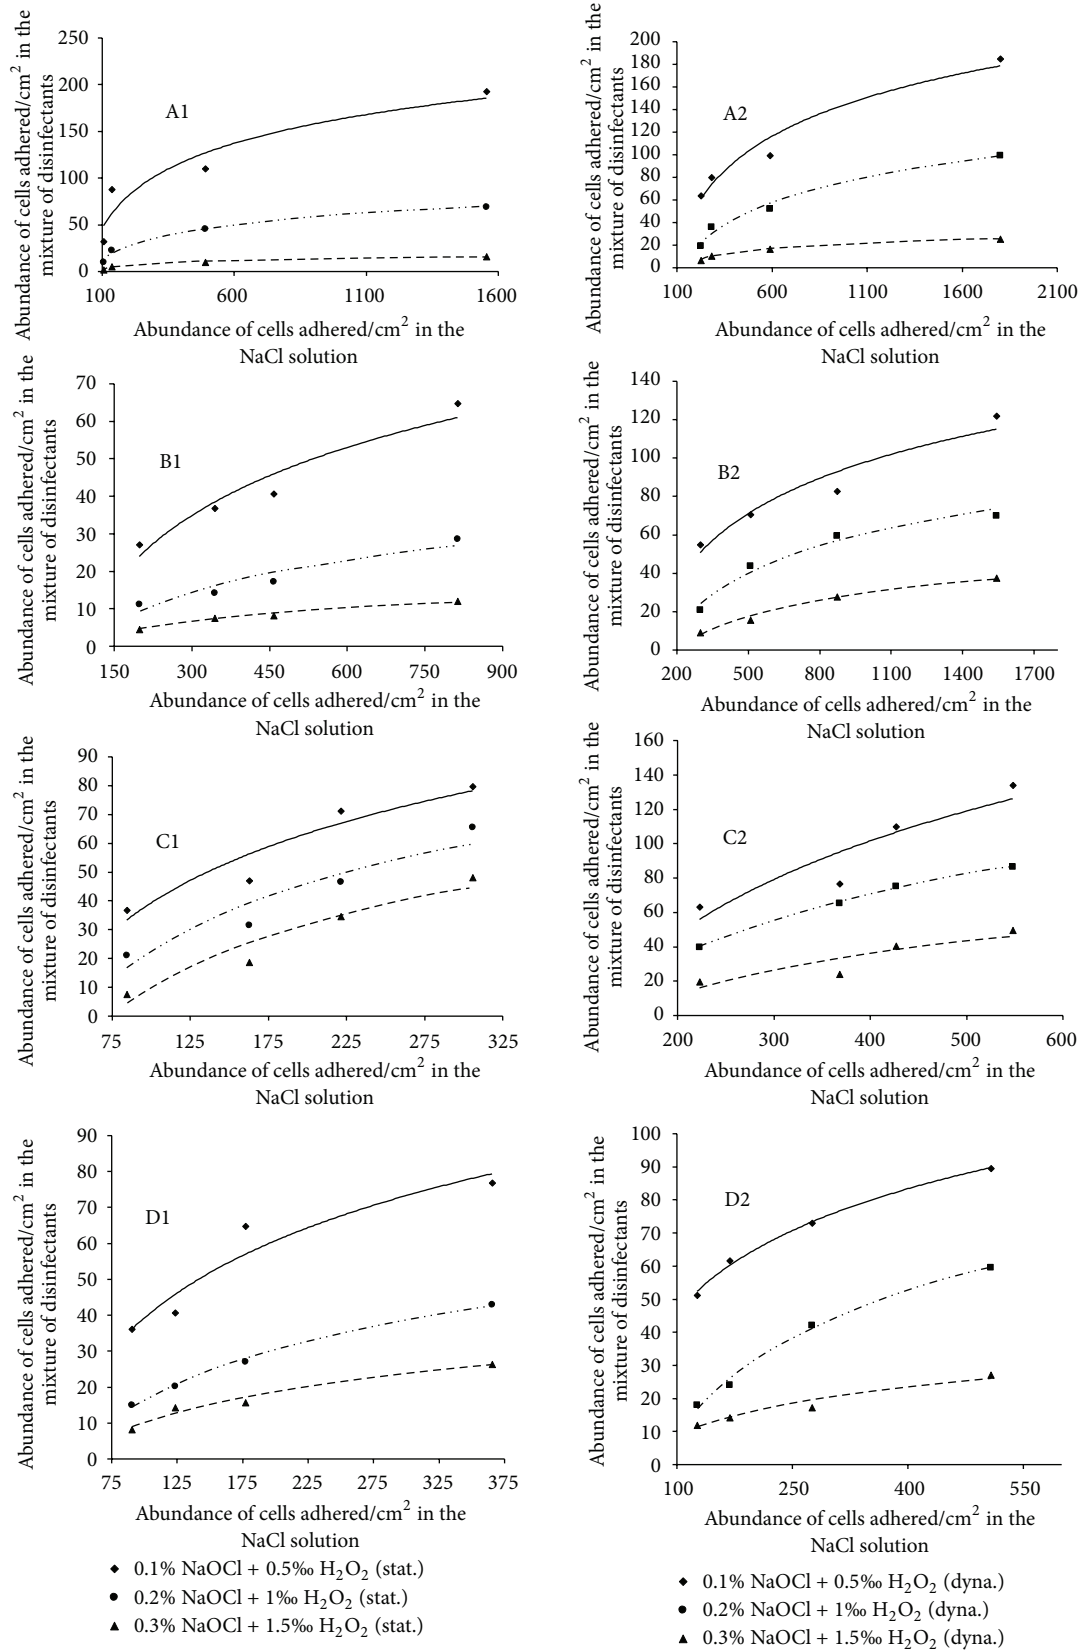 Abundance of cells adhered/cm² in the
mixture of disinfectants
250
200
150
100
50
0
A1
100
600
1100
1600
Abundance of cells adhered/cm² in the
NaCl solution
Abundance of cells adhered/cm² in the
mixture of disinfectants
200
180
160
140
120
100
80
60
40
20
0
A2
100
600
1100
1600
2100
Abundance of cells adhered/cm² in the
NaCl solution
Abundance of cells adhered/cm² in the
mixture of disinfectants
70
60
50
40
30
20
10
0
B1
150
300
450
600
750
900
Abundance of cells adhered/cm² in the
NaCl solution
Abundance of cells adhered/cm² in the
mixture of disinfectants
140
120
100
80
60
40
20
0
B2
200
500
800
1100
1400
1700
Abundance of cells adhered/cm² in the
NaCl solution
Abundance of cells adhered/cm² in the
mixture of disinfectants
90
80
70
60
50
40
30
20
10
0
C1
75
125
175
225
275
325
Abundance of cells adhered/cm² in the
NaCl solution
Abundance of cells adhered/cm² in the
mixture of disinfectants
160
140
120
100
80
60
40
20
0
C2
200
300
400
500
600
Abundance of cells adhered/cm² in the
NaCl solution
Abundance of cells adhered/cm² in the
mixture of disinfectants
90
80
70
60
50
40
30
20
10
0
D1
75
125
175
225
275
325
375
Abundance of cells adhered/cm² in the
NaCl solution
0.1% NaOCl + 0.5‰ H₂O₂ (stat.)
0.2% NaOCl + 1‰ H₂O₂ (stat.)
0.3% NaOCl + 1.5‰ H₂O₂ (stat.)
Abundance of cells adhered/cm² in the
mixture of disinfectants
100
90
80
70
60
50
40
30
20
10
0
D2
100
250
400
550
Abundance of cells adhered/cm² in the
NaCl solution
0.1% NaOCl + 0.5‰ H₂O₂ (dyna.)
0.2% NaOCl + 1‰ H₂O₂ (dyna.)
0.3% NaOCl + 1.5‰ H₂O₂ (dyna.)